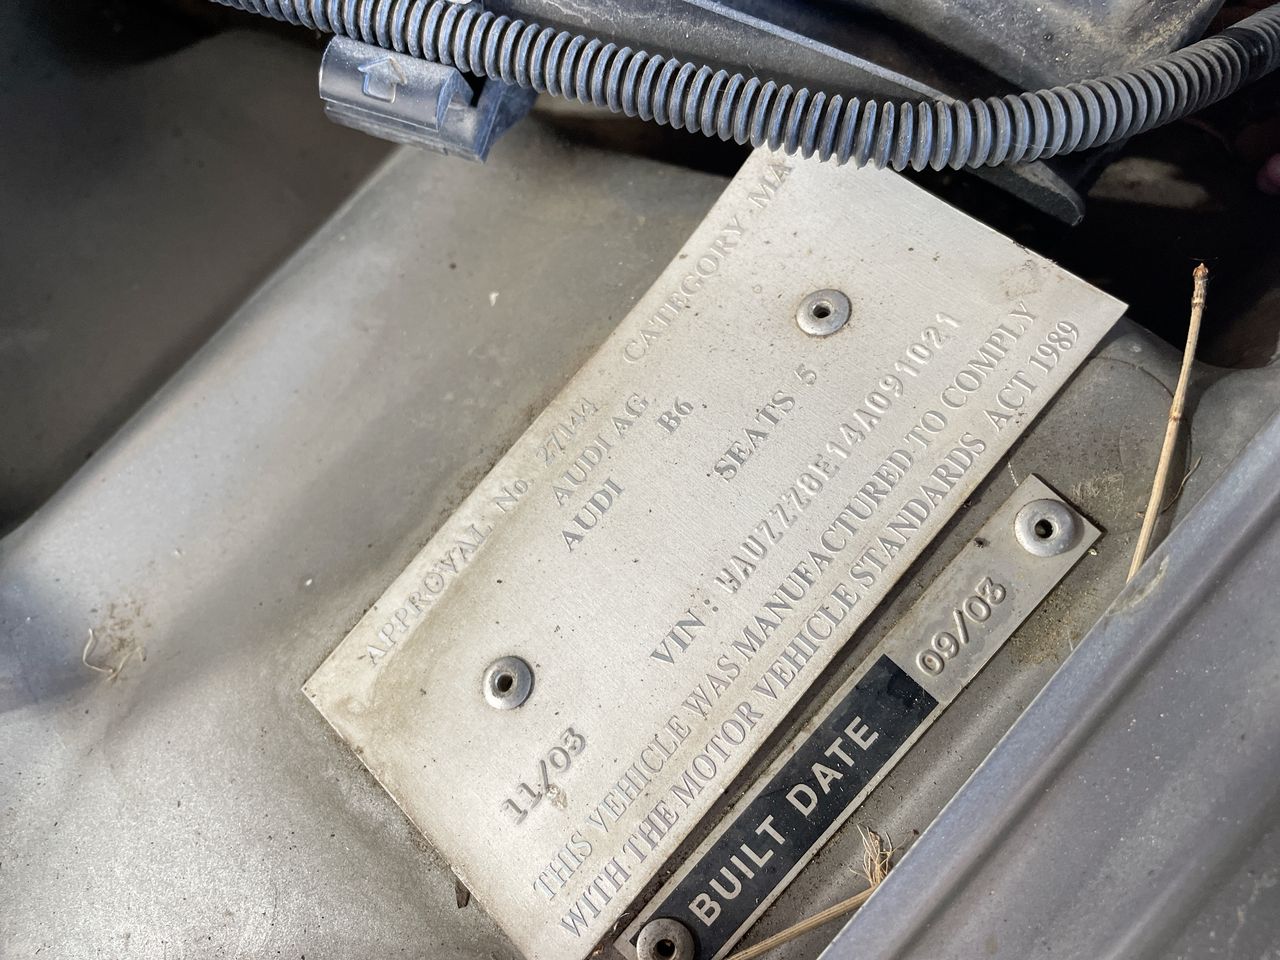 APPROVAL No. 27144 CATEGORY. MA
AUDI AG
AUDI B6
SEATS 5
VIN: WAUZZZ8E14A091021
11/03
THIS VEHICLE WAS MANUFACTURED TO COMPLY
WITH THE MOTOR VEHICLE STANDARDS ACT 1989
BUILT DATE 09/03